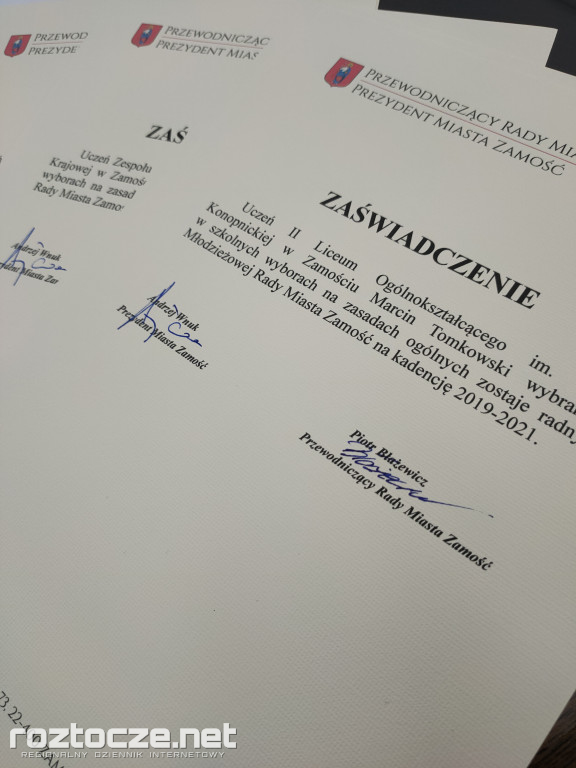 PRZEWOD
PREZYDE
Uczeń Zespołu
Krajowej w Zamoś
wyborach na zasad
Rady Miasta Zamo
Andrzej Wnuk
PRZEWODNICZĄC
PREZYDENT MIAS
ZAŚ
Andrzej Wnuk
Prezydent Miasta Zamość
PRZEWODNICZĄCY RADY MIA
PREZYDENT MIASTA ZAMOŚĆ
ZAŚWIADCZENIE
Uczeń II Liceum Ogólnokształcącego im.
Konopnickiej w Zamościu Marcin Tomkowski wybra
w szkolnych wyborach na zasadach ogólnych zostaje radny
Młodzieżowej Rady Miasta Zamość na kadencję 2019-2021.
Piotr Błażewicz
Przewodniczący Rady Miasta Zamość
roztocze.net
REGIONALNY DZIENNIK INTERNETOWY